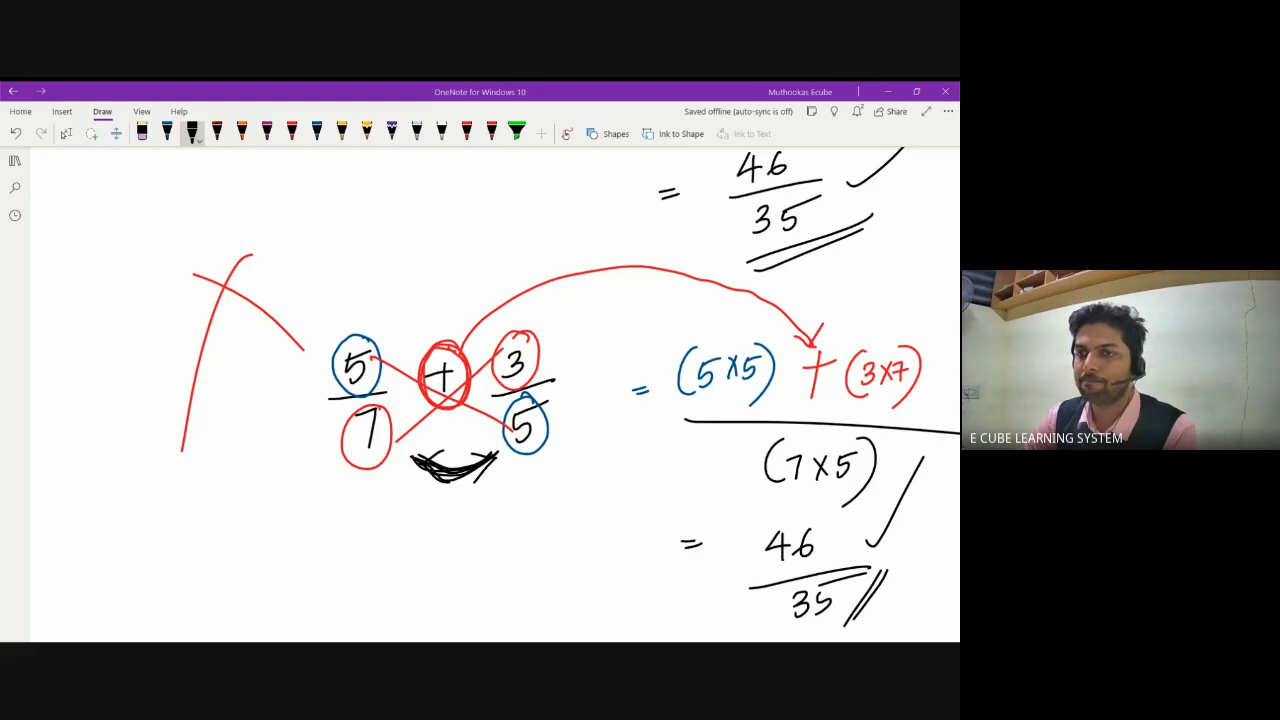 OneNote for Windows 10
Muthookas Ecube
Home Insert Draw View Help
Saved offline (auto-sync is off)
Share
Shapes
Ink to Shape
Ink to Text
= 46/35
5/7 + 3/5 = (5×5) + (3×7)
(7×5)
= 46/35
E CUBE LEARNING SYSTEM